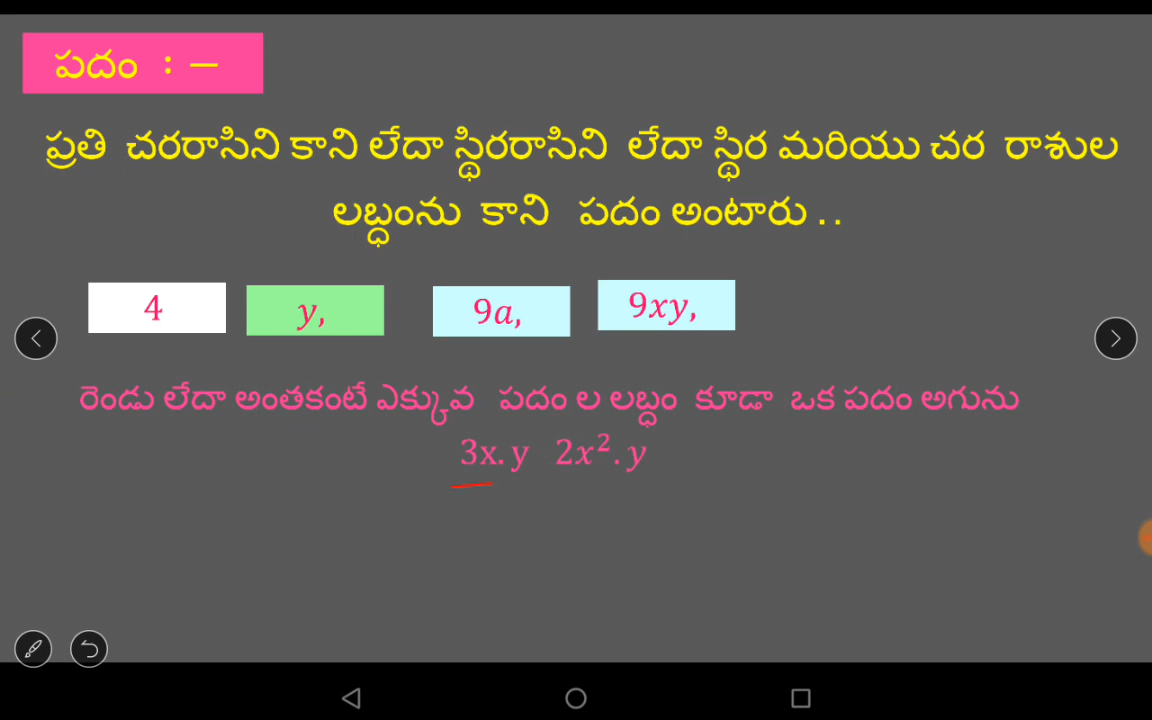 పదం : −
ప్రతి చరరాసిని కాని లేదా స్థిరరాసిని లేదా స్థిర మరియు చర రాశుల
లబ్ధంను కాని పదం అంటారు ..
4 y, 9a, 9xy,
రెండు లేదా అంతకంటే ఎక్కువ పదం ల లబ్ధం కూడా ఒక పదం అగును
3x. y 2x². y